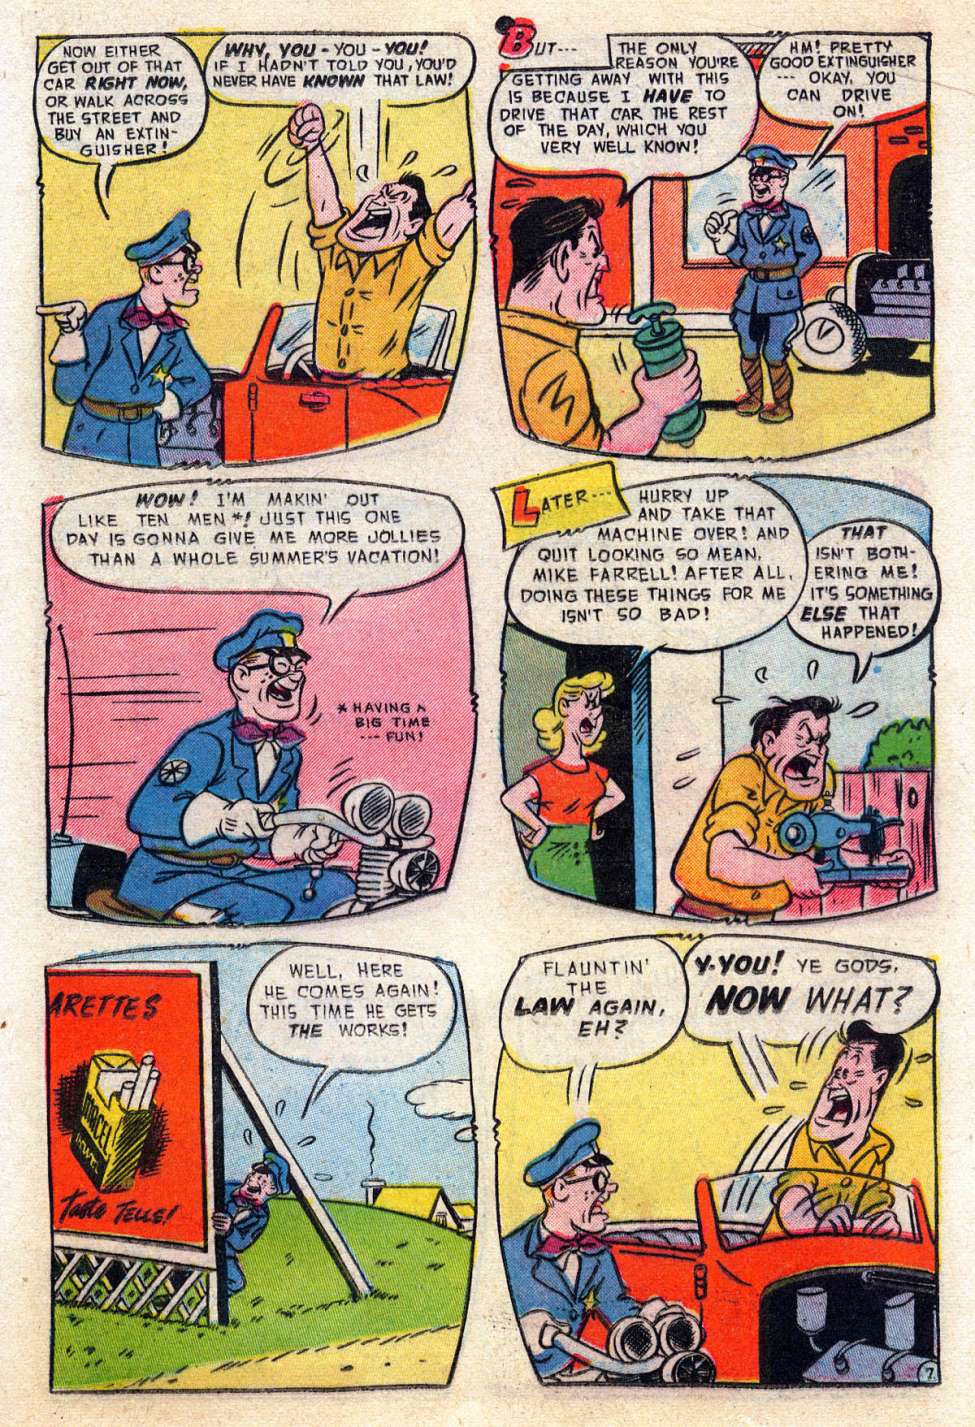 NOW EITHER
GET OUT OF THAT
CAR RIGHT NOW,
OR WALK ACROSS
THE STREET AND
BUY AN EXTIN-
GUISHER!
WHY, YOU-YOU-YOU!
IF I HADN'T TOLD YOU, YOU'D
NEVER HAVE KNOWN THAT LAW!
BUT---
THE ONLY
REASON YOU'RE
GETTING AWAY WITH THIS
IS BECAUSE I HAVE TO
DRIVE THAT CAR THE REST
OF THE DAY, WHICH YOU
VERY WELL KNOW!
HM! PRETTY
GOOD EXTINGUISHER
--- OKAY, YOU
CAN DRIVE
ON!
WOW! I'M MAKIN' OUT
LIKE TEN MEN*! JUST THIS ONE
DAY IS GONNA GIVE ME MORE JOLLIES
THAN A WHOLE SUMMER'S VACATION!
* HAVING A
BIG TIME
--- FUN!
LATER---
HURRY UP
AND TAKE THAT
MACHINE OVER! AND
QUIT LOOKING SO MEAN,
MIKE FARRELL! AFTER ALL,
DOING THESE THINGS FOR ME
ISN'T SO BAD!
THAT
ISN'T BOTH-
ERING ME!
IT'S SOMETHING
ELSE THAT
HAPPENED!
WELL, HERE
HE COMES AGAIN!
THIS TIME HE GETS
THE WORKS!
ARETTES
Taste TELLS!
FLAUNTIN'
THE
LAW AGAIN,
EH?
Y-YOU! YE GODS,
NOW WHAT?
7